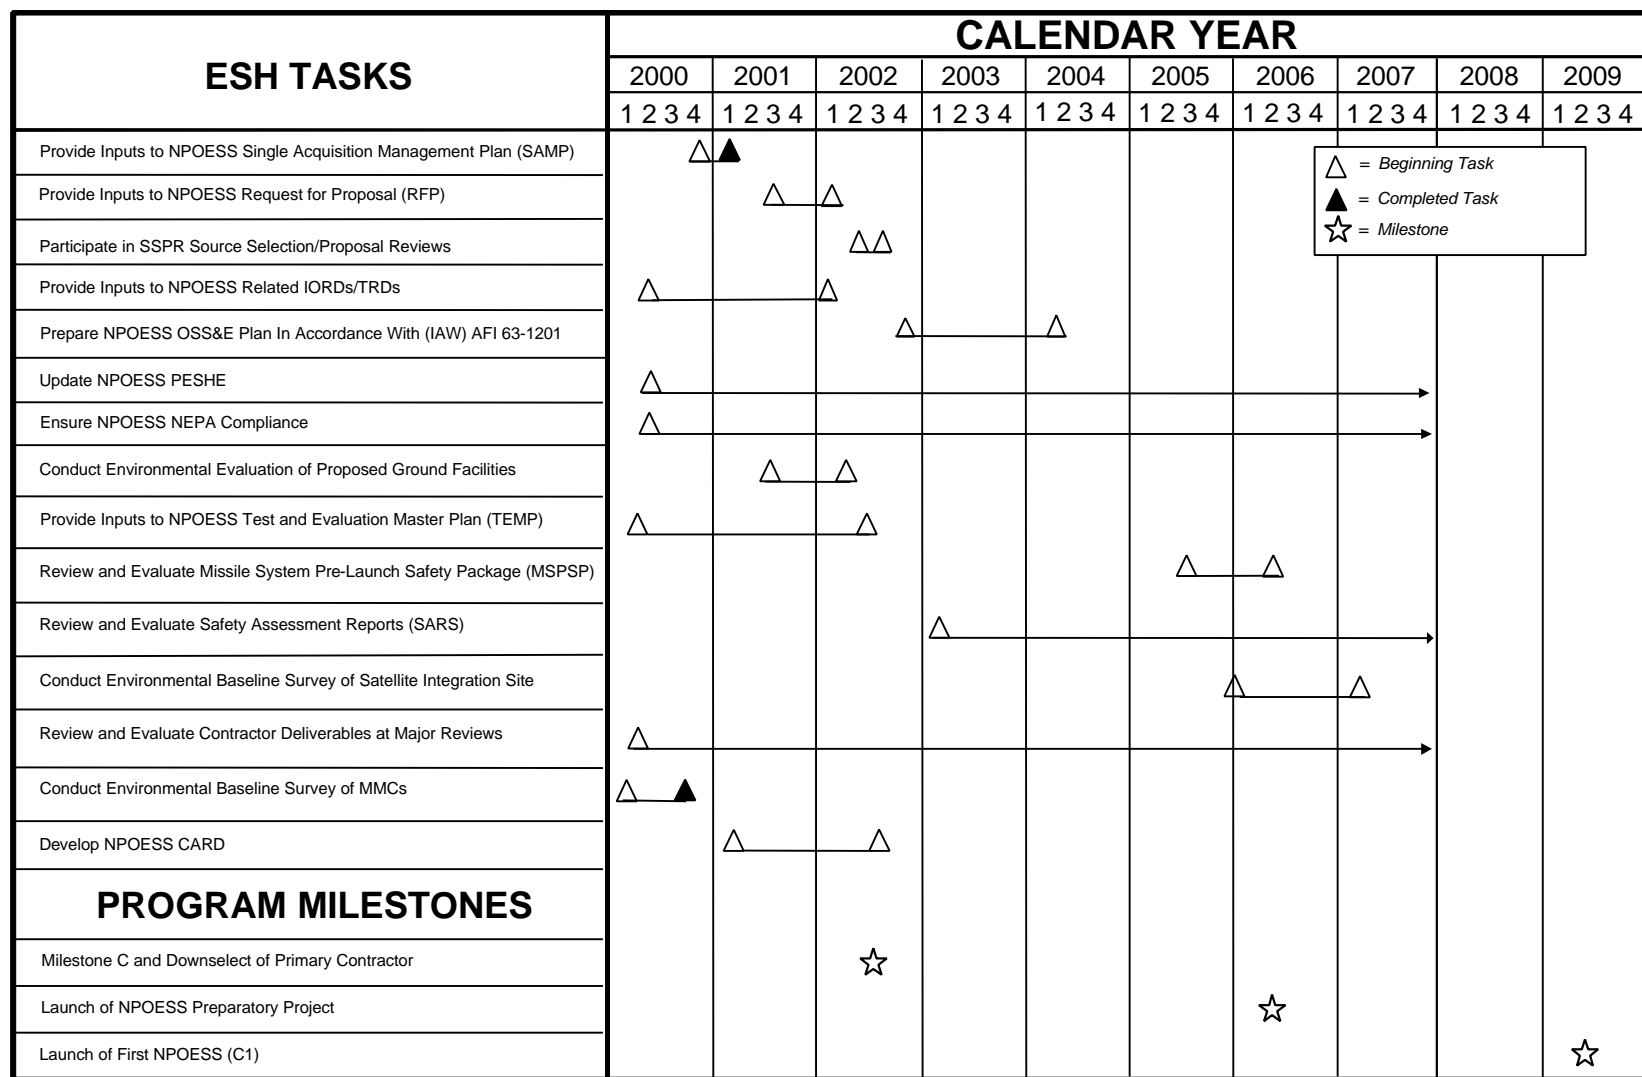 CALENDAR YEAR
ESH TASKS
2000 2001 2002 2003 2004 2005 2006 2007 2008 2009
1 2 3 4 1 2 3 4 1 2 3 4 1 2 3 4 1 2 3 4 1 2 3 4 1 2 3 4 1 2 3 4 1 2 3 4 1 2 3 4
Provide Inputs to NPOESS Single Acquisition Management Plan (SAMP)
= Beginning Task
= Completed Task
= Milestone
Provide Inputs to NPOESS Request for Proposal (RFP)
Participate in SSPR Source Selection/Proposal Reviews
Provide Inputs to NPOESS Related IORDs/TRDs
Prepare NPOESS OSS&E Plan In Accordance With (IAW) AFI 63-1201
Update NPOESS PESHE
Ensure NPOESS NEPA Compliance
Conduct Environmental Evaluation of Proposed Ground Facilities
Provide Inputs to NPOESS Test and Evaluation Master Plan (TEMP)
Review and Evaluate Missile System Pre-Launch Safety Package (MSPSP)
Review and Evaluate Safety Assessment Reports (SARS)
Conduct Environmental Baseline Survey of Satellite Integration Site
Review and Evaluate Contractor Deliverables at Major Reviews
Conduct Environmental Baseline Survey of MMCs
Develop NPOESS CARD
PROGRAM MILESTONES
Milestone C and Downselect of Primary Contractor
Launch of NPOESS Preparatory Project
Launch of First NPOESS (C1)